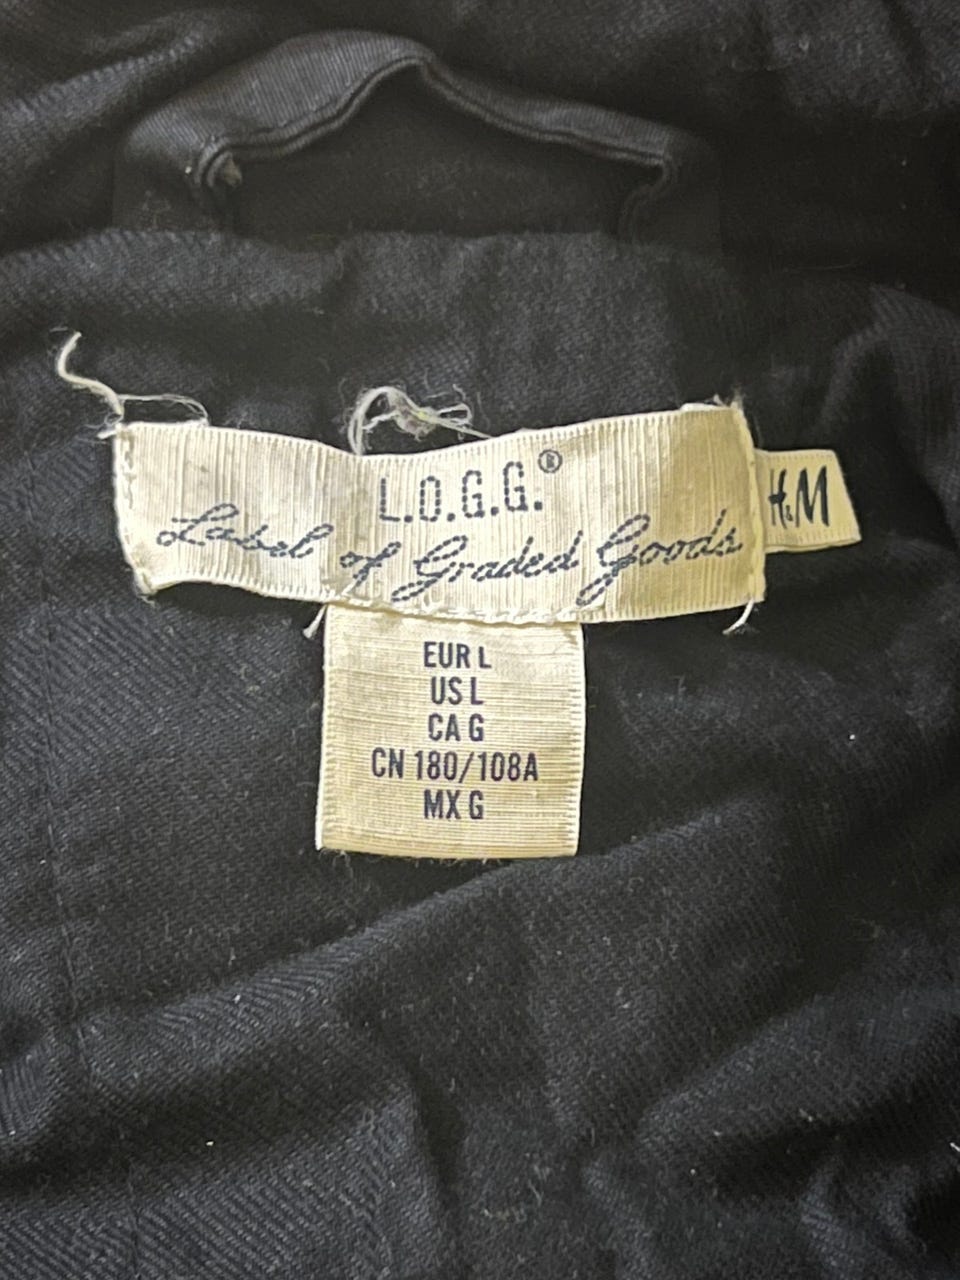 L.O.G.G.®
Label of Graded Goods
H&M
EUR L
US L
CA G
CN 180/108A
MX G